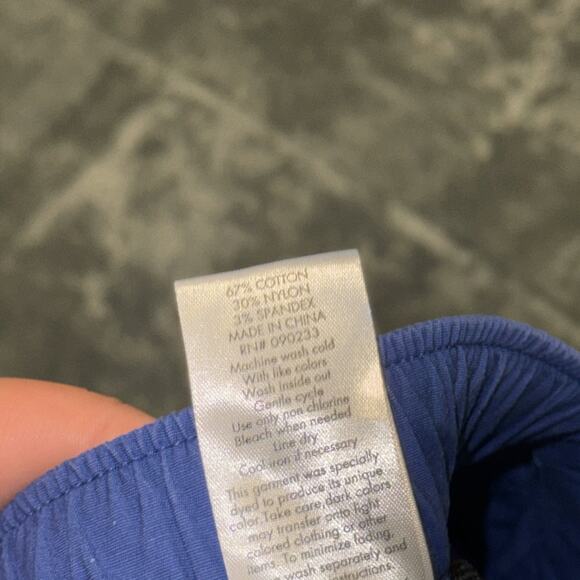 67% COTTON
30% NYLON
3% SPANDEX
MADE IN CHINA
RN# 090233
Machine wash cold
With like colors
Wash inside out
Gentle cycle
Use only non chlorine
Bleach when needed
Line dry
Cool iron if necessary
This garment was specially
dyed to produce its unique
color. Take care, dark colors
may transfer onto light
colored clothing or other
items. To minimize fading,
wash separately and
instructions.